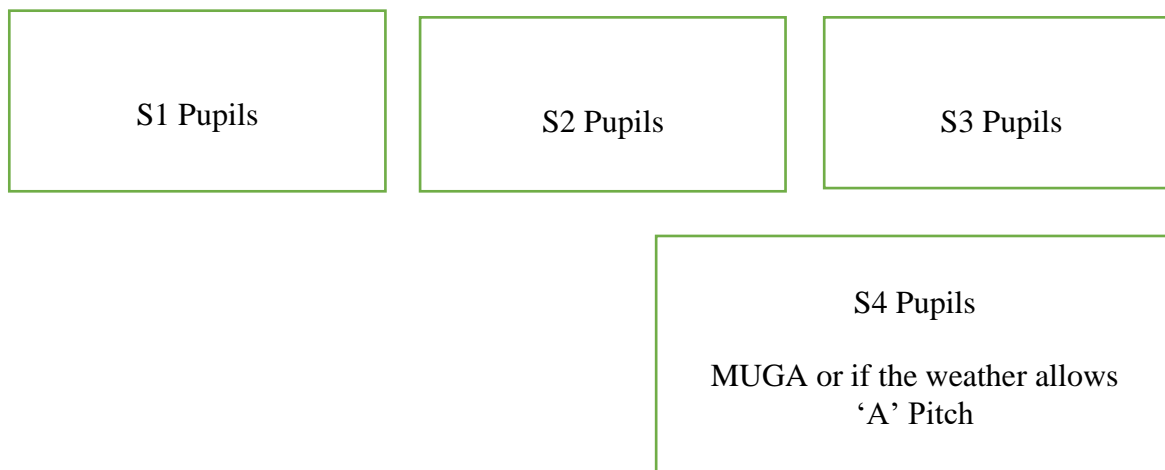 S1 Pupils
S2 Pupils
S3 Pupils
S4 Pupils
MUGA or if the weather allows
‘A’ Pitch